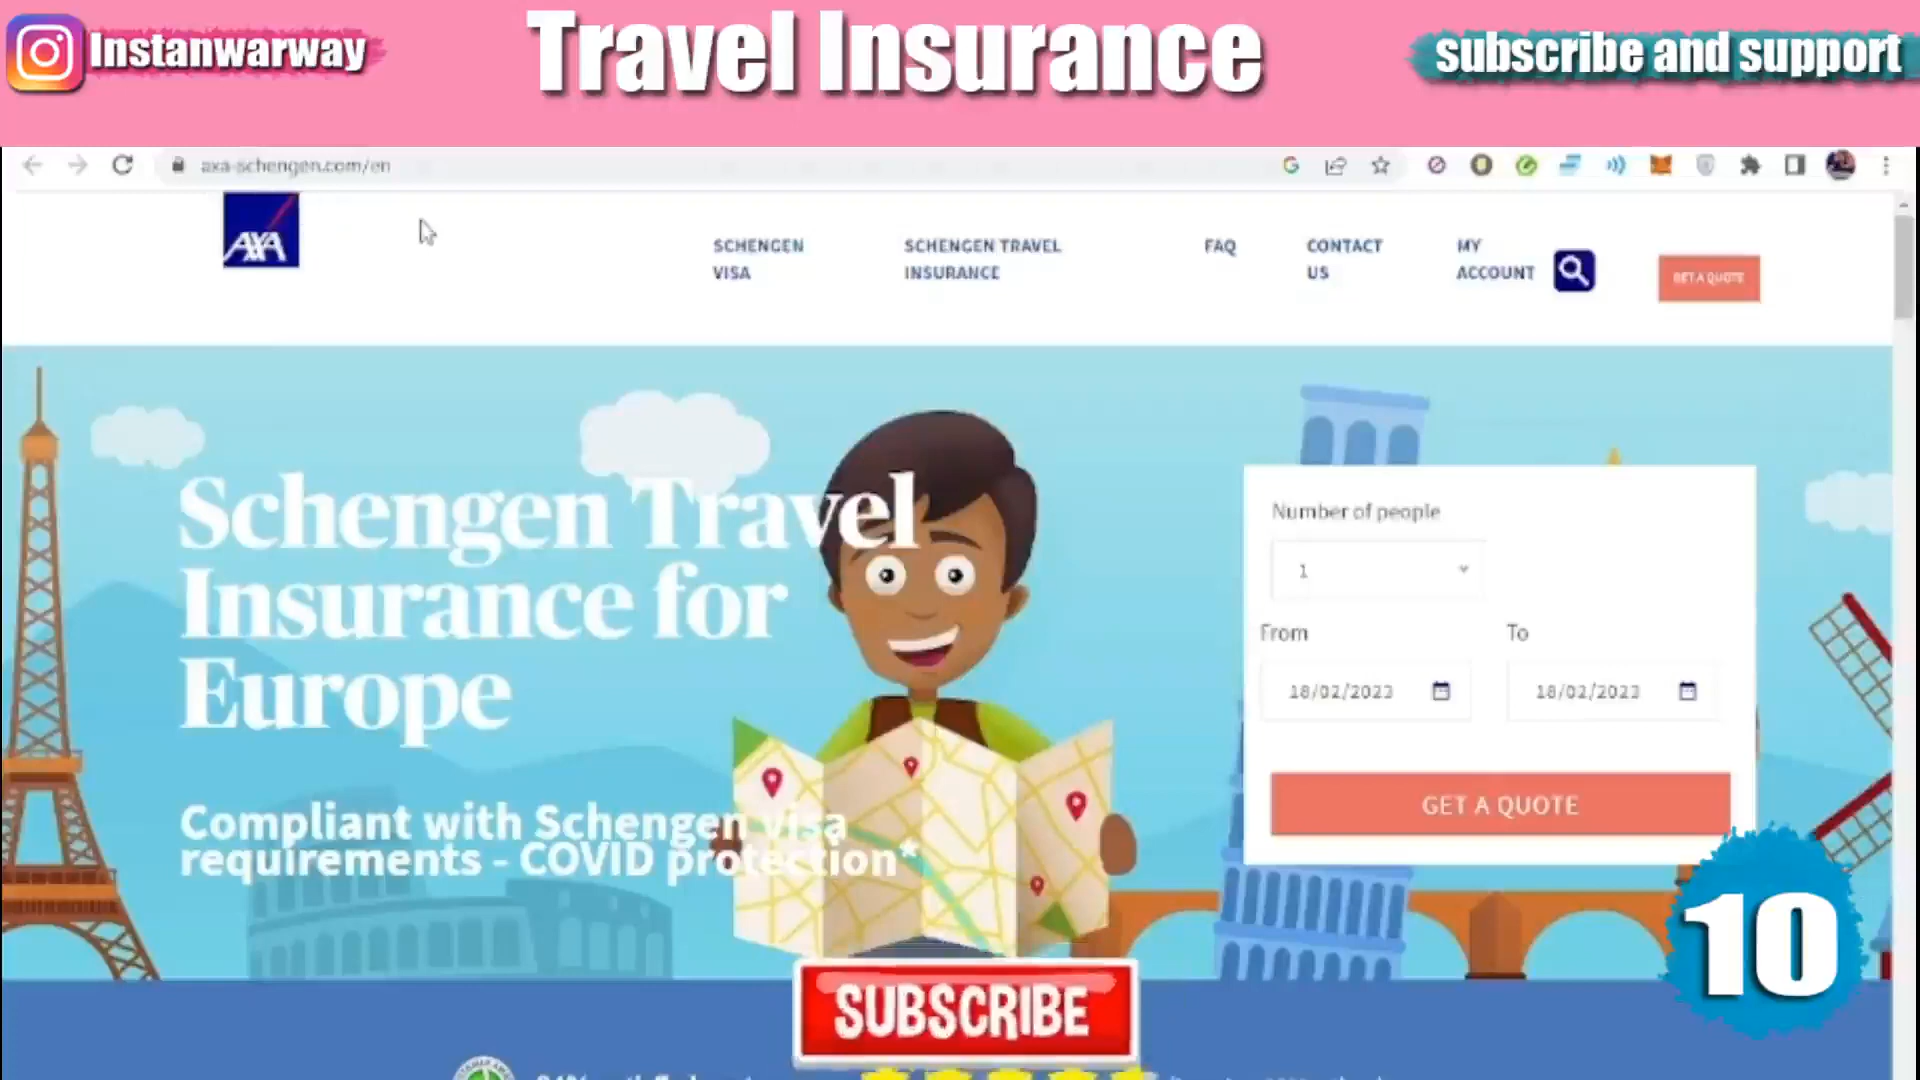 Instanwarway
Travel Insurance
subscribe and support
axa-schengen.com/en
AXA
SCHENGEN
VISA
SCHENGEN TRAVEL
INSURANCE
FAQ
CONTACT
US
MY
ACCOUNT
GET A QUOTE
Schengen Travel
Insurance for
Europe
Compliant with Schengen visa
requirements - COVID protection*
Number of people
1
From
To
18/02/2023
18/02/2023
GET A QUOTE
10
SUBSCRIBE